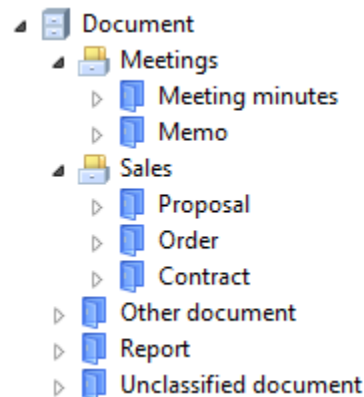 Document
Meetings
Meeting minutes
Memo
Sales
Proposal
Order
Contract
Other document
Report
Unclassified document